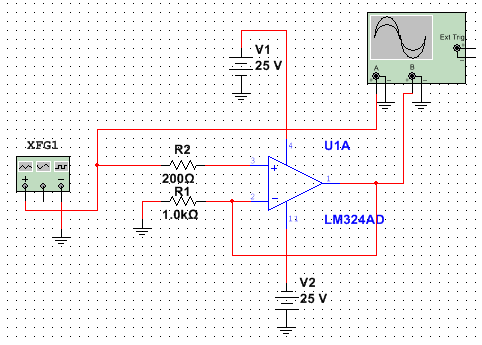 Ext Trig
+
-
A
B
+
-
+
-
V1
25 V
XFG1
+
-
R2
200Ω
R1
1.0kΩ
3
2
4
11
1
+
-
U1A
LM324AD
V2
25 V